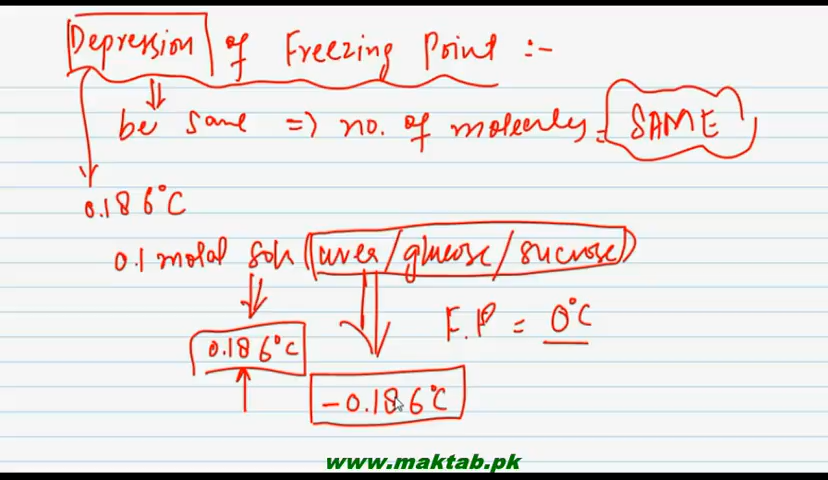 Depression of Freezing Point :-
be same => no. of molecules = SAME
0.186°C
0.1 molal soln (urea/glucose/sucrose)
F.P = 0°C
0.186°C
-0.186°C
www.maktab.pk